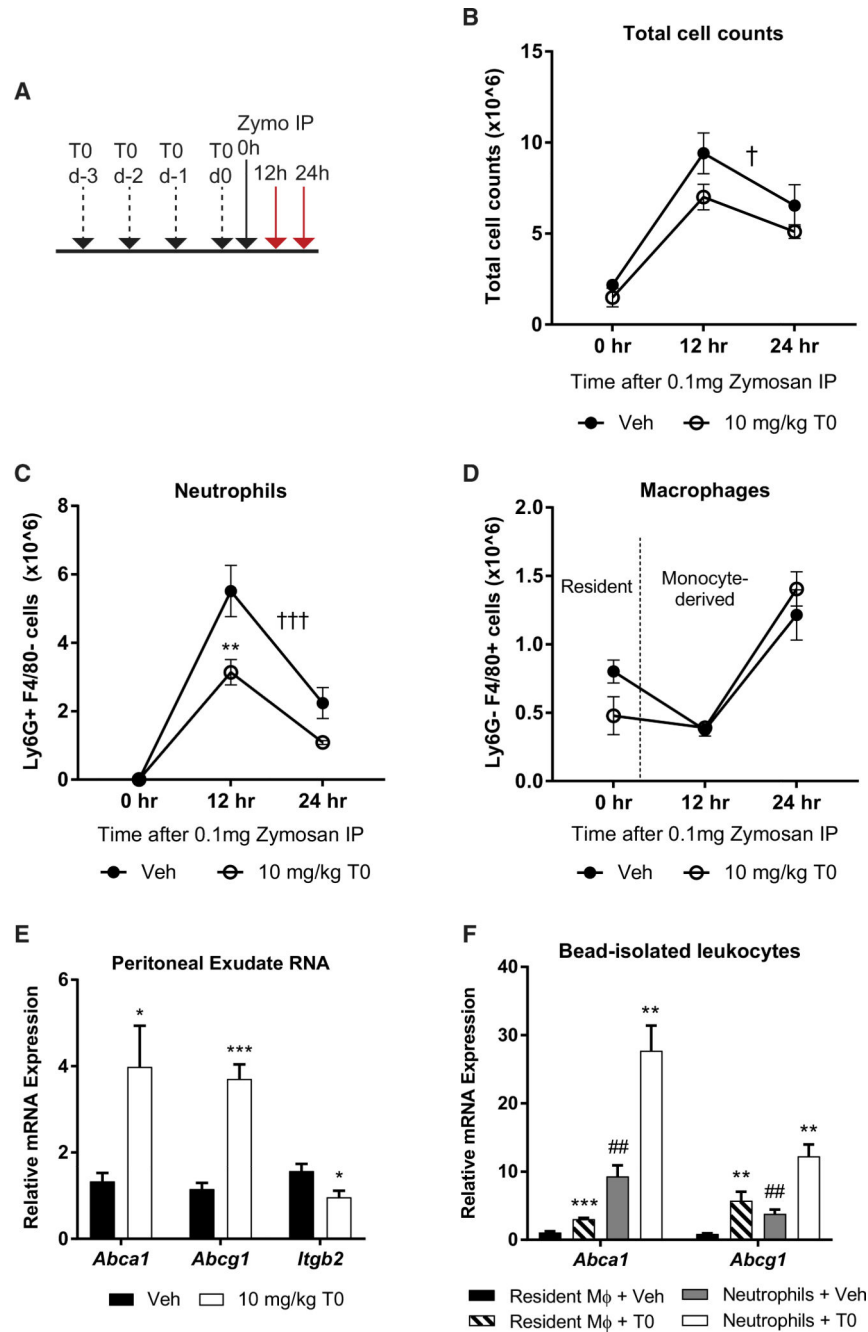 A
Zymo IP
T0 T0 T0 T0 0h
d-3 d-2 d-1 d0 12h 24h
B
Total cell counts
Total cell counts (x10^6)
15
10
5
0
†
0 hr 12 hr 24 hr
Time after 0.1mg Zymosan IP
Veh 10 mg/kg T0
C
Neutrophils
Ly6G+ F4/80- cells (x10^6)
8
6
4
2
0
†††
**
0 hr 12 hr 24 hr
Time after 0.1mg Zymosan IP
Veh 10 mg/kg T0
D
Macrophages
Ly6G- F4/80+ cells (x10^6)
2.0
1.5
1.0
0.5
0.0
Resident
Monocyte-
derived
0 hr 12 hr 24 hr
Time after 0.1mg Zymosan IP
Veh 10 mg/kg T0
E
Peritoneal Exudate RNA
Relative mRNA Expression
6
4
2
0
* *** *
Abca1 Abcg1 Itgb2
Veh 10 mg/kg T0
F
Bead-isolated leukocytes
Relative mRNA Expression
40
30
20
10
0
*** ## ** ** ## **
Abca1 Abcg1
Resident Mϕ + Veh Neutrophils + Veh
Resident Mϕ + T0 Neutrophils + T0